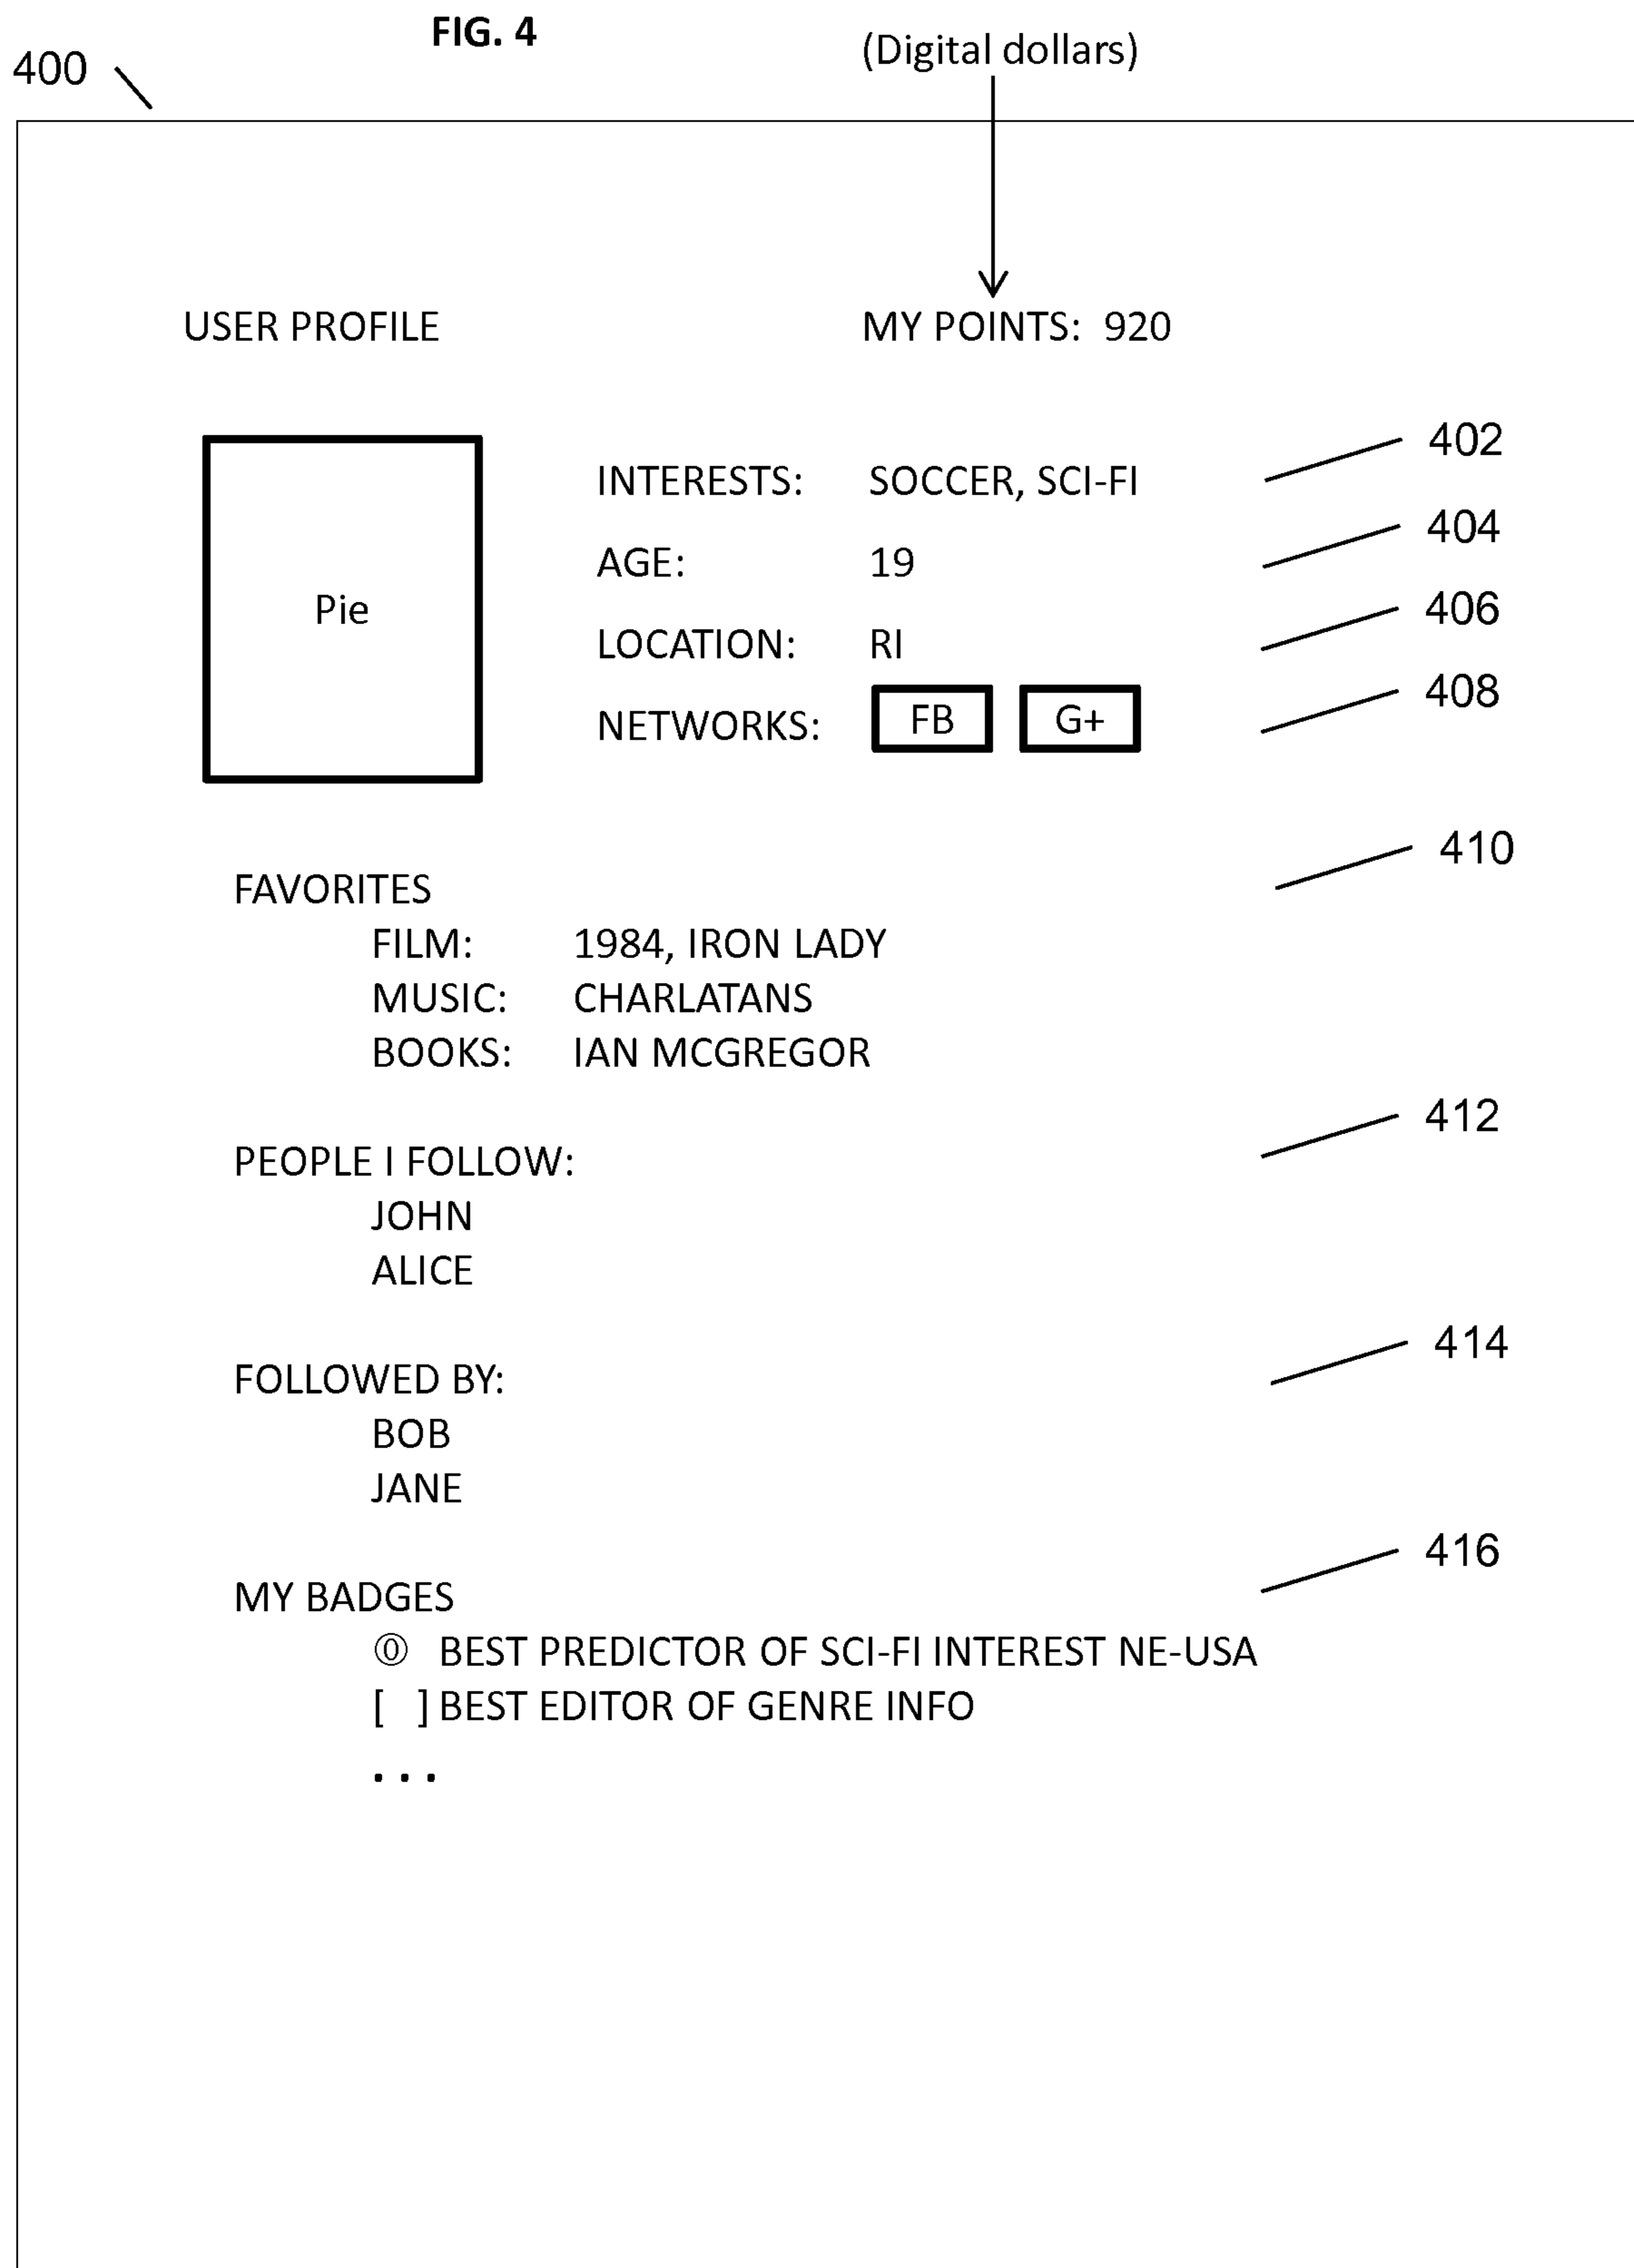 FIG. 4
(Digital dollars)
400
USER PROFILE MY POINTS: 920
402
INTERESTS: SOCCER, SCI-FI
404
AGE: 19
406
Pie
LOCATION: RI
408
NETWORKS: FB G+
410
FAVORITES
FILM: 1984, IRON LADY
MUSIC: CHARLATANS
BOOKS: IAN MCGREGOR
412
PEOPLE I FOLLOW:
JOHN
ALICE
414
FOLLOWED BY:
BOB
JANE
416
MY BADGES
⓪ BEST PREDICTOR OF SCI-FI INTEREST NE-USA
[ ] BEST EDITOR OF GENRE INFO
...